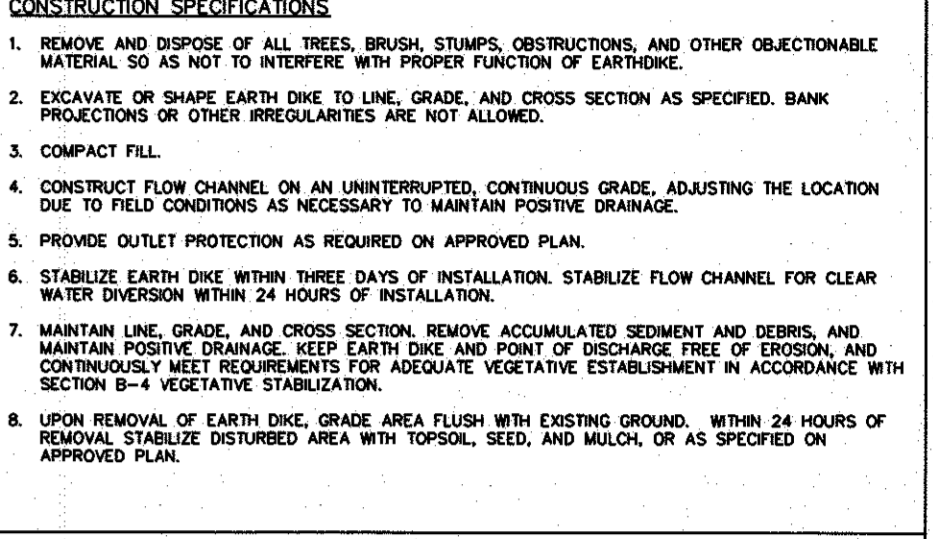 CONSTRUCTION SPECIFICATIONS
1. REMOVE AND DISPOSE OF ALL TREES, BRUSH, STUMPS, OBSTRUCTIONS, AND OTHER OBJECTIONABLE
MATERIAL SO AS NOT TO INTERFERE WITH PROPER FUNCTION OF EARTHDIKE.
2. EXCAVATE OR SHAPE EARTH DIKE TO LINE, GRADE, AND CROSS SECTION AS SPECIFIED. BANK
PROJECTIONS OR OTHER IRREGULARITIES ARE NOT ALLOWED.
3. COMPACT FILL.
4. CONSTRUCT FLOW CHANNEL ON AN UNINTERRUPTED, CONTINUOUS GRADE, ADJUSTING THE LOCATION
DUE TO FIELD CONDITIONS AS NECESSARY TO MAINTAIN POSITIVE DRAINAGE.
5. PROVIDE OUTLET PROTECTION AS REQUIRED ON APPROVED PLAN.
6. STABILIZE EARTH DIKE WITHIN THREE DAYS OF INSTALLATION. STABILIZE FLOW CHANNEL FOR CLEAR
WATER DIVERSION WITHIN 24 HOURS OF INSTALLATION.
7. MAINTAIN LINE, GRADE, AND CROSS SECTION. REMOVE ACCUMULATED SEDIMENT AND DEBRIS, AND
MAINTAIN POSITIVE DRAINAGE. KEEP EARTH DIKE AND POINT OF DISCHARGE FREE OF EROSION, AND
CONTINUOUSLY MEET REQUIREMENTS FOR ADEQUATE VEGETATIVE ESTABLISHMENT IN ACCORDANCE WITH
SECTION B-4 VEGETATIVE STABILIZATION.
8. UPON REMOVAL OF EARTH DIKE, GRADE AREA FLUSH WITH EXISTING GROUND. WITHIN 24 HOURS OF
REMOVAL STABILIZE DISTURBED AREA WITH TOPSOIL, SEED, AND MULCH, OR AS SPECIFIED ON
APPROVED PLAN.